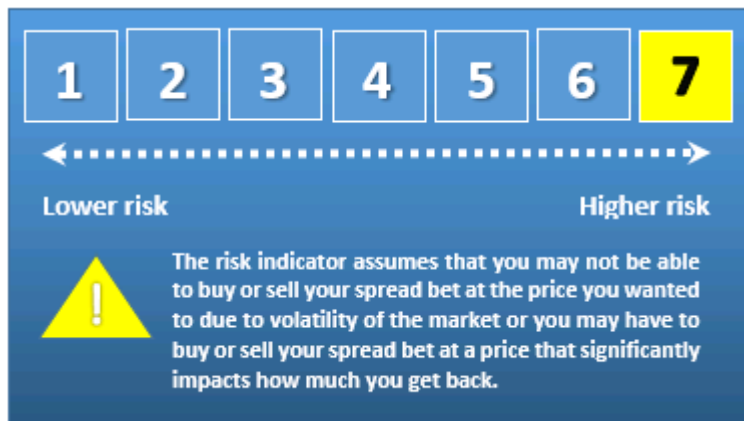 1 2 3 4 5 6 7
Lower risk Higher risk
!
The risk indicator assumes that you may not be able
to buy or sell your spread bet at the price you wanted
to due to volatility of the market or you may have to
buy or sell your spread bet at a price that significantly
impacts how much you get back.